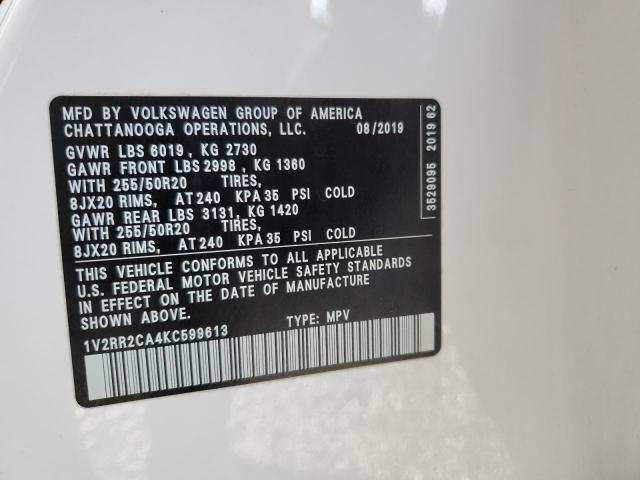 MFD BY VOLKSWAGEN GROUP OF AMERICA
CHATTANOOGA OPERATIONS, LLC. 08/2019
GVWR LBS 6019, KG 2730
GAWR FRONT LBS 2998, KG 1360
WITH 255/50R20 TIRES,
8JX20 RIMS, AT 240 KPA 35 PSI COLD
GAWR REAR LBS 3131, KG 1420
WITH 255/50R20 TIRES,
8JX20 RIMS, AT 240 KPA 35 PSI COLD
THIS VEHICLE CONFORMS TO ALL APPLICABLE
U.S. FEDERAL MOTOR VEHICLE SAFETY STANDARDS
IN EFFECT ON THE DATE OF MANUFACTURE
SHOWN ABOVE.
1V2RR2CA4KC599613 TYPE: MPV
3529095 2019 62